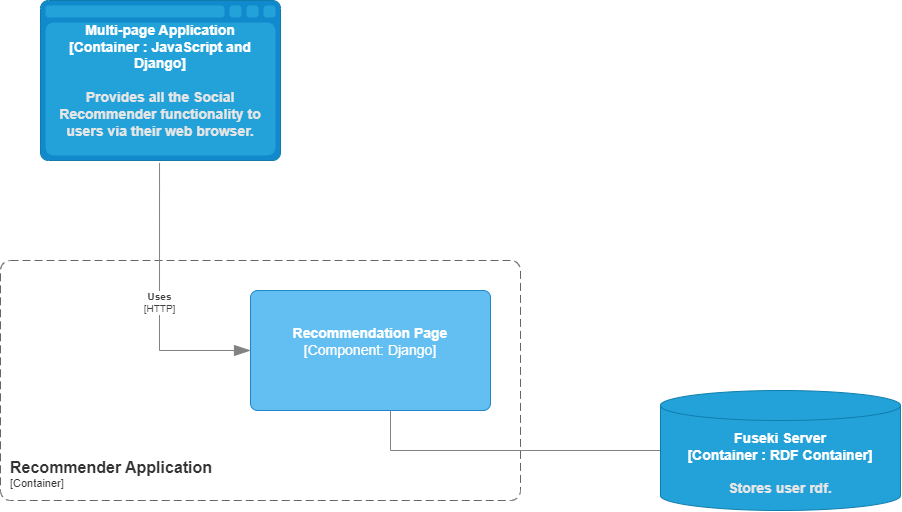 Multi-page Application
[Container : JavaScript and
Django]
Provides all the Social
Recommender functionality to
users via their web browser.
Uses
[HTTP]
Recommendation Page
[Component: Django]
Recommender Application
[Container]
Fuseki Server
[Container : RDF Container]
Stores user rdf.